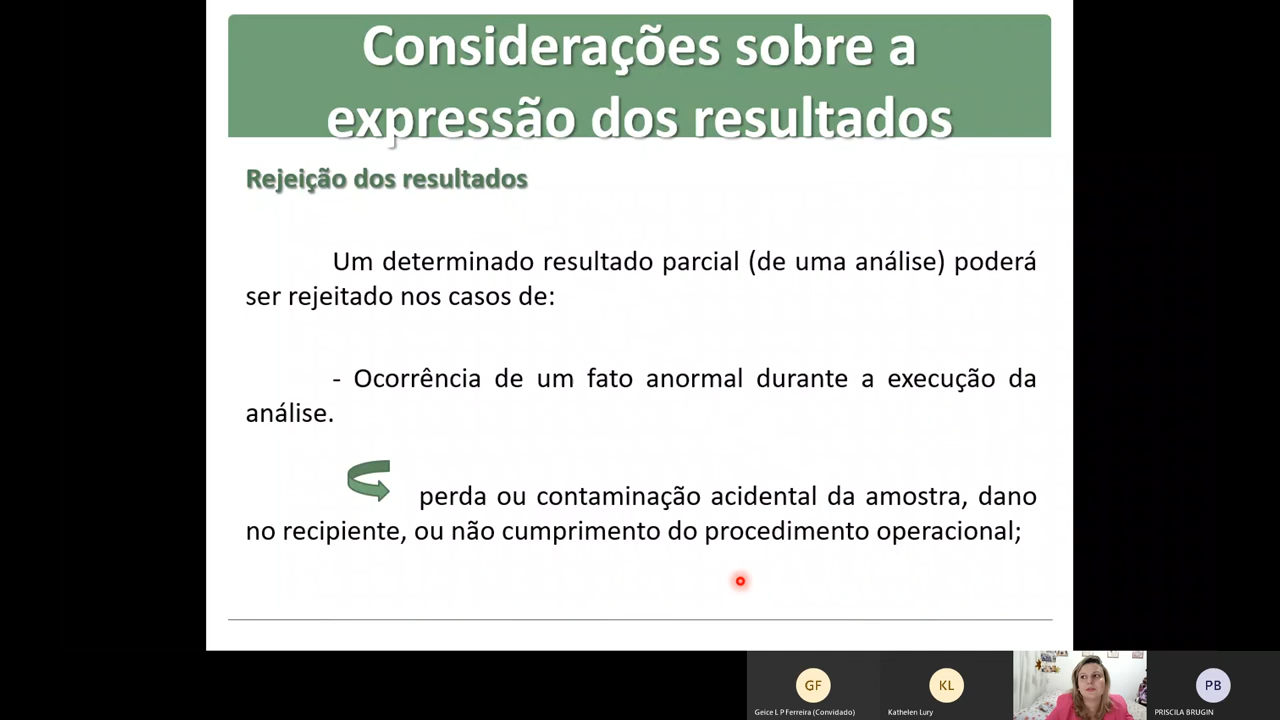 Considerações sobre a
expressão dos resultados
Rejeição dos resultados
Um determinado resultado parcial (de uma análise) poderá
ser rejeitado nos casos de:
- Ocorrência de um fato anormal durante a execução da
análise.
perda ou contaminação acidental da amostra, dano
no recipiente, ou não cumprimento do procedimento operacional;
GF
KL
PB
Geice L P Ferreira (Convidado)
Kathelen Lury
PRISCILA BRUGIN